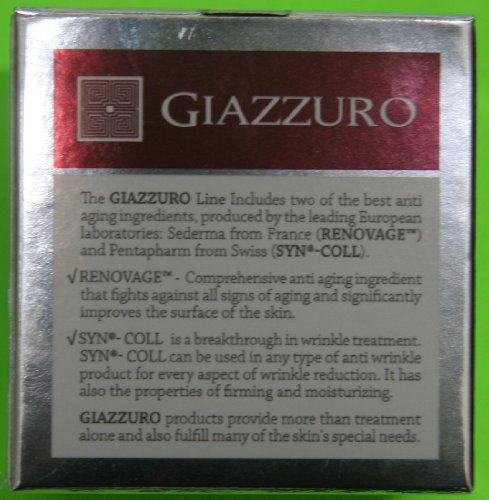 GIAZZURO
The GIAZZURO Line Includes two of the best anti
aging ingredients, produced by the leading European
laboratories: Sederma from France (RENOVAGE™)
and Pentapharm from Swiss (SYN®-COLL).
√RENOVAGE™ - Comprehensive anti aging ingredient
that fights against all signs of aging and significantly
improves the surface of the skin.
√SYN®- COLL is a breakthrough in wrinkle treatment.
SYN®- COLL can be used in any type of anti wrinkle
product for every aspect of wrinkle reduction. It has
also the properties of firming and moisturizing.
GIAZZURO products provide more than treatment
alone and also fulfill many of the skin's special needs.